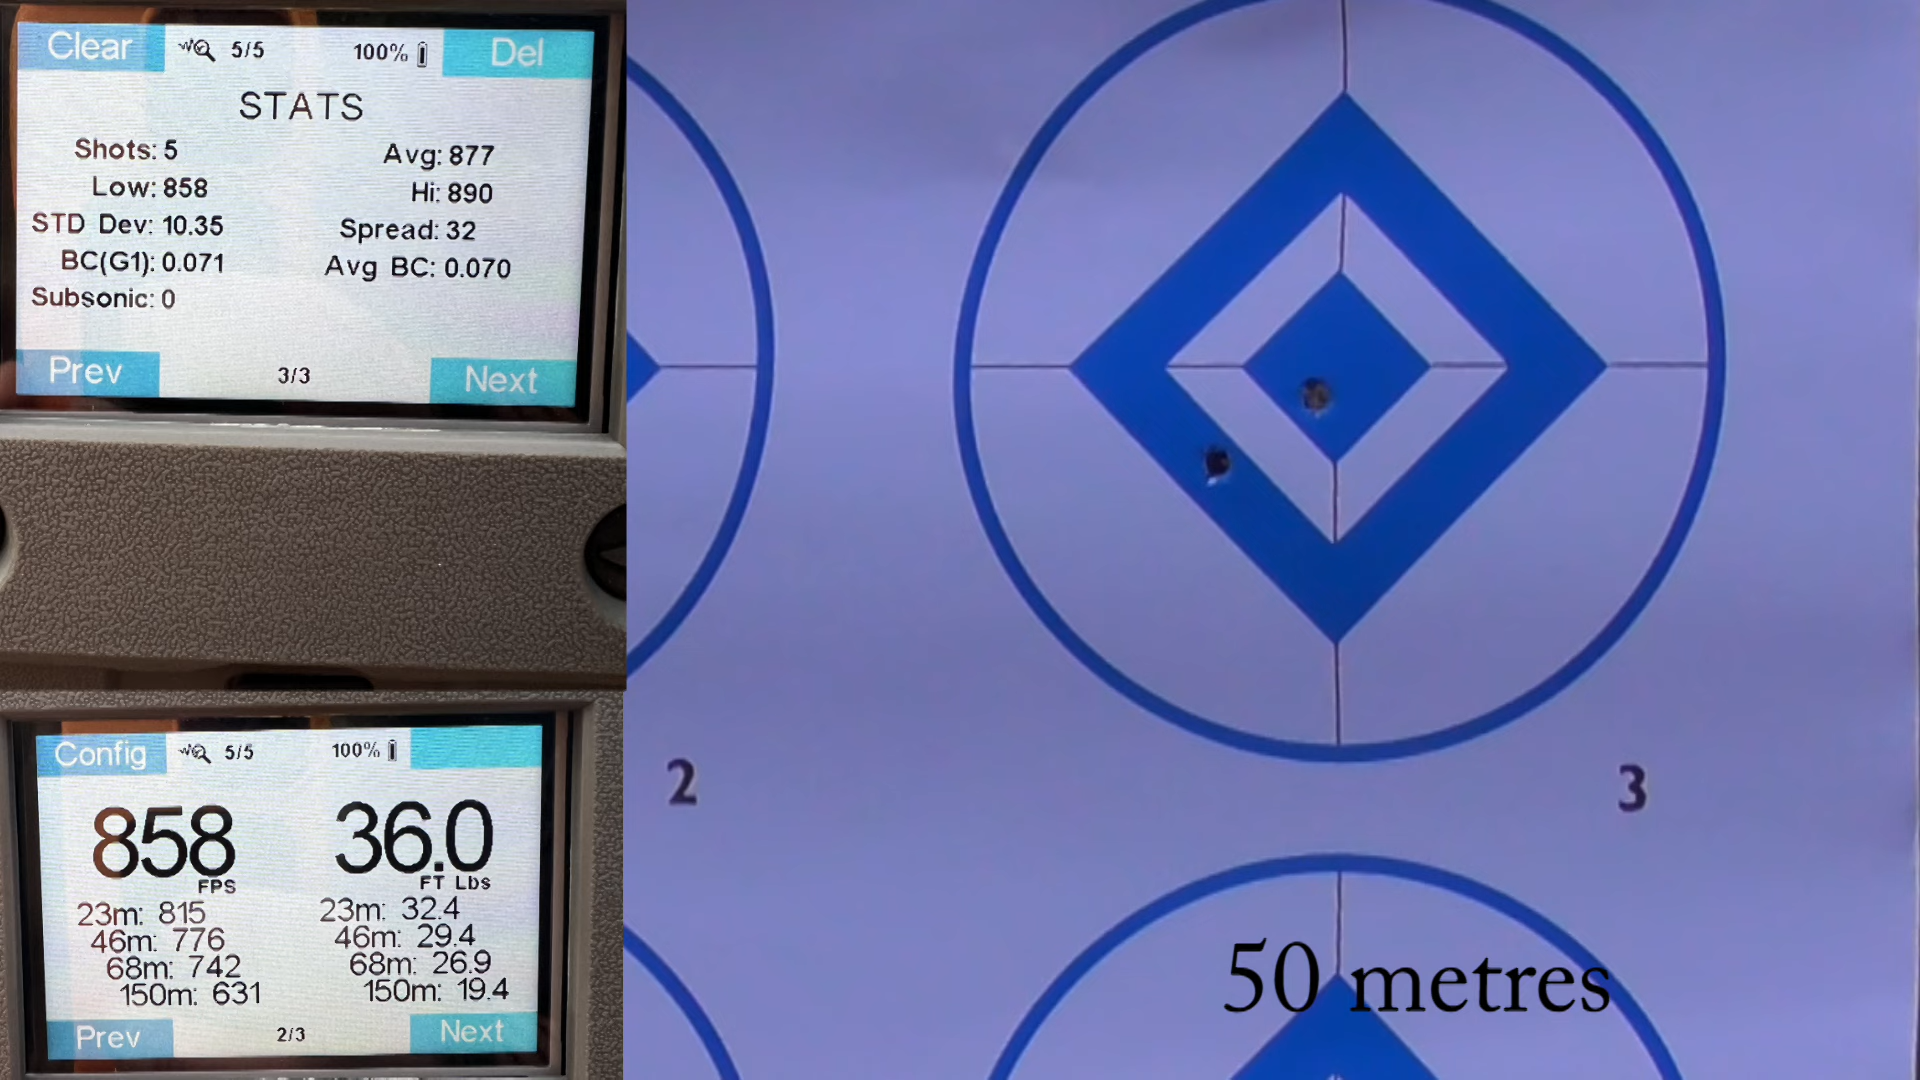 Clear 5/5 100% Del
STATS
Shots: 5 Avg: 877
Low: 858 Hi: 890
STD Dev: 10.35 Spread: 32
BC(G1): 0.071 Avg BC: 0.070
Subsonic: 0
Prev 3/3 Next
Config 5/5 100%
858 FPS 36.0 FT Lbs
23m: 815 23m: 32.4
46m: 776 46m: 29.4
68m: 742 68m: 26.9
150m: 631 150m: 19.4
Prev 2/3 Next
2 3
50 metres